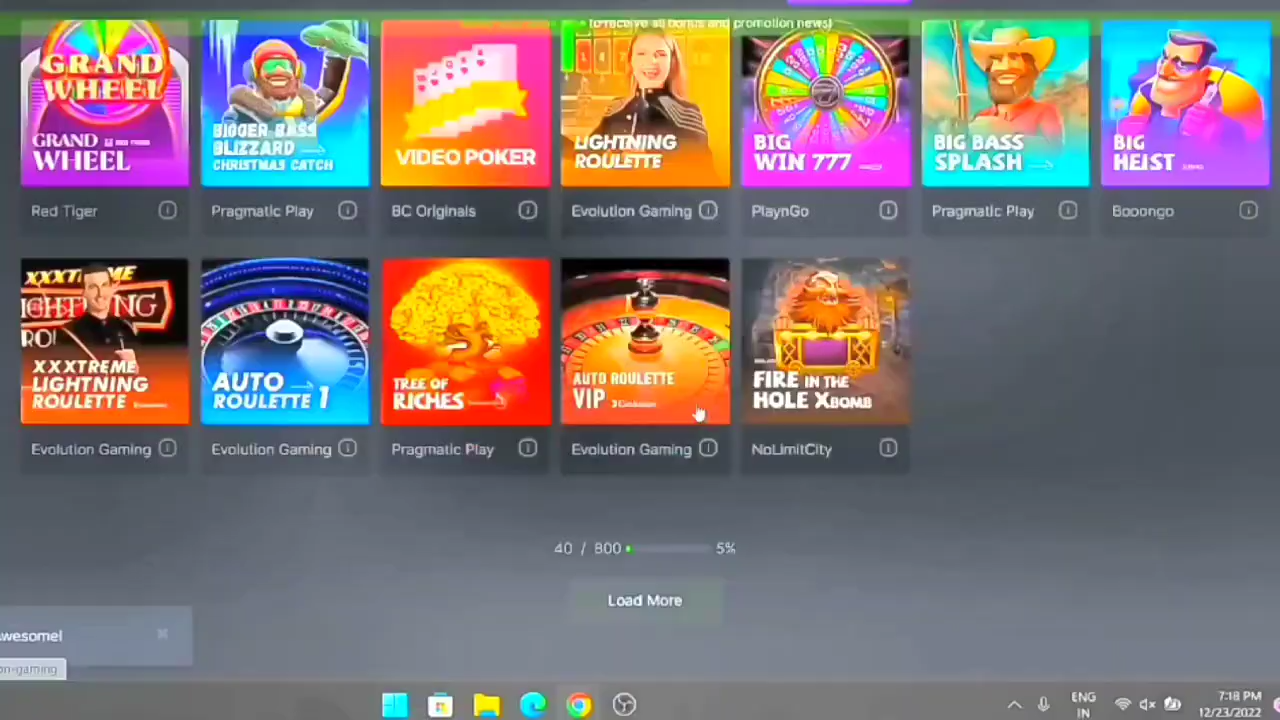 to receive all bonus and promotion news!
GRAND
WHEEL
GRAND
WHEEL
BIGGER BASS
BLIZZARD
CHRISTMAS CATCH
VIDEO POKER
LIGHTNING
ROULETTE
BIG
WIN 777
BIG BASS
SPLASH
BIG
HEIST
Red Tiger
Pragmatic Play
BC Originals
Evolution Gaming
PlaynGo
Pragmatic Play
Booongo
XXXTREME
LIGHTNING
ROULETTE
AUTO
ROULETTE 1
TREE OF
RICHES
AUTO ROULETTE
VIP
FIRE IN THE
HOLE XBOMB
Evolution Gaming
Evolution Gaming
Pragmatic Play
Evolution Gaming
NoLimitCity
40 / 800
5%
Load More
wesome!
on-gaming
ENG
IN
7:18 PM
12/23/2022